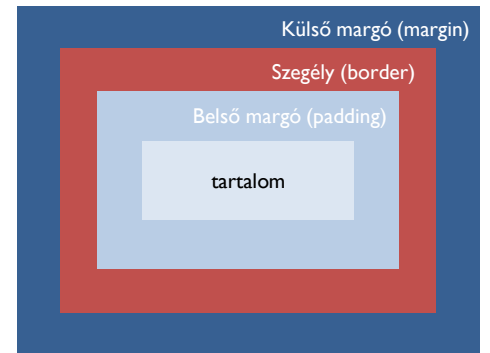 Külső margó (margin)
Szegély (border)
Belső margó (padding)
tartalom